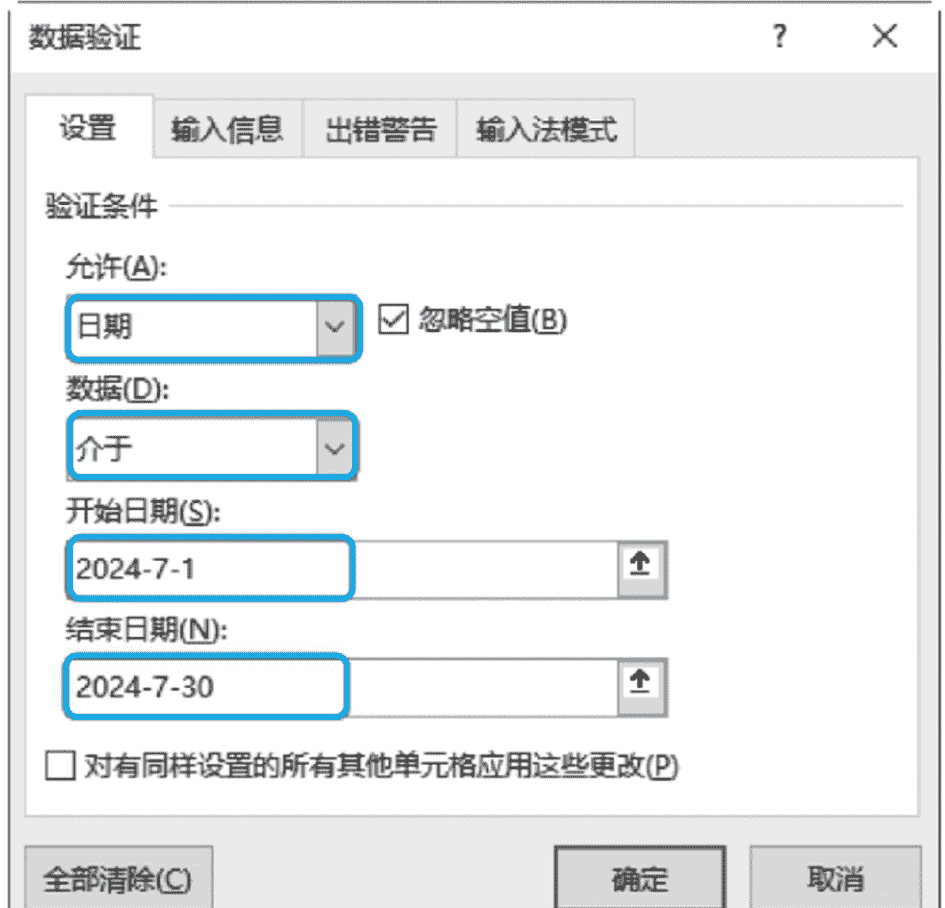 数据验证 ?
设置 输入信息 出错警告 输入法模式
验证条件
允许(A):
日期 忽略空值(B)
数据(D):
介于
开始日期(S):
2024-7-1
结束日期(N):
2024-7-30
对有同样设置的所有其他单元格应用这些更改(P)
全部清除(C) 确定 取消